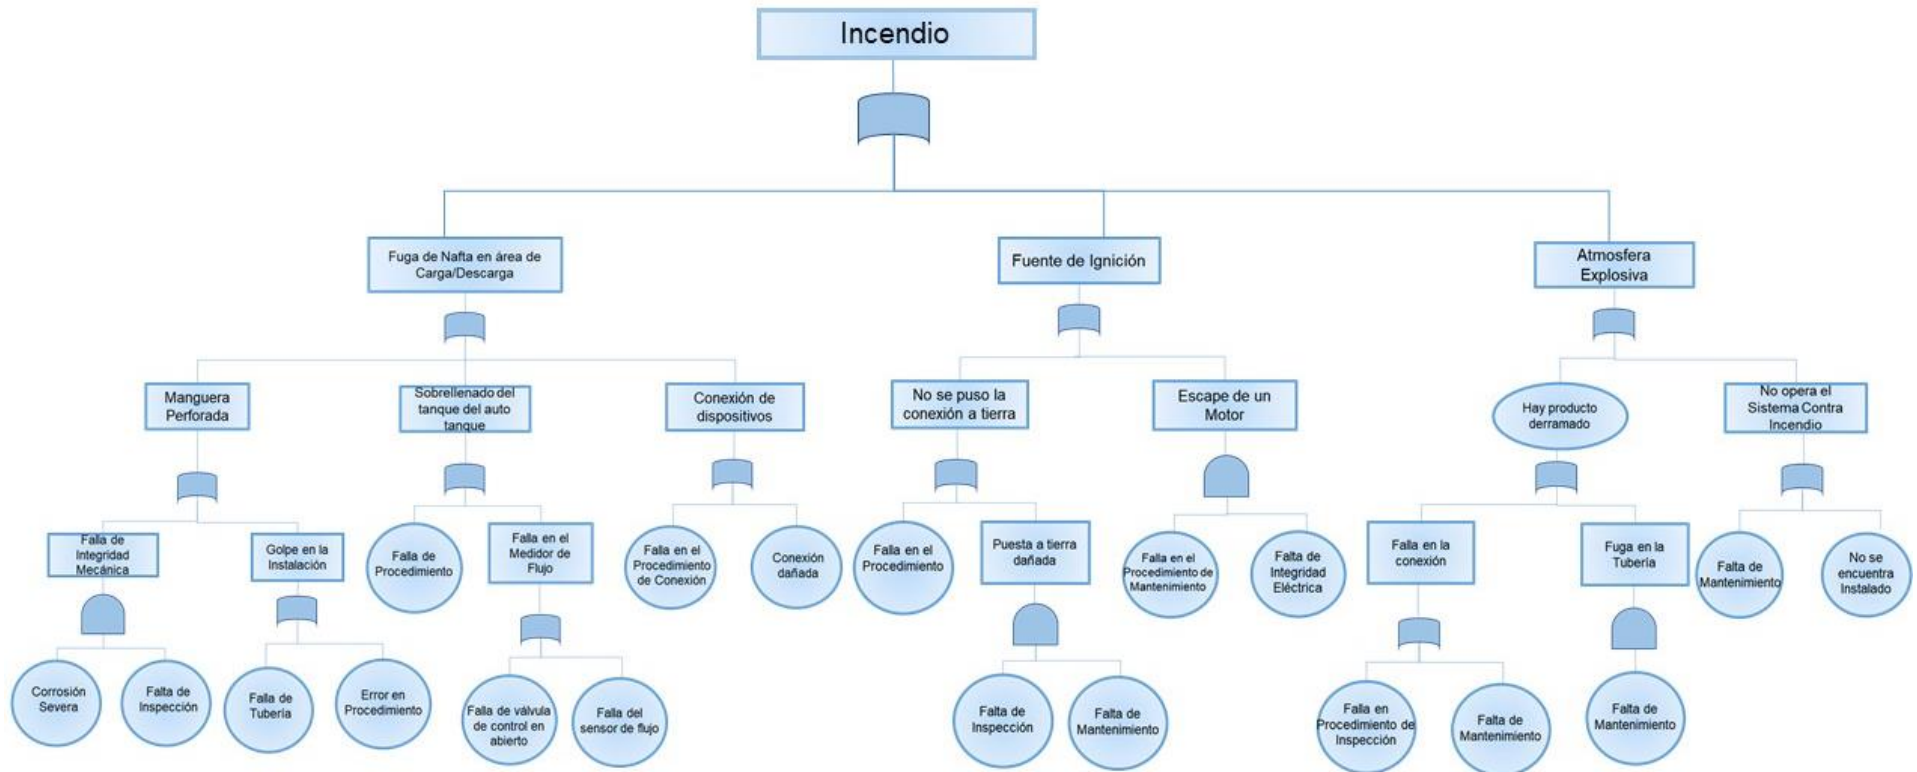 Incendio
Fuga de Nafta en área de
Carga/Descarga
Fuente de Ignición
Atmosfera
Explosiva
Manguera
Perforada
Sobrellenado del
tanque del auto
tanque
Conexión de
dispositivos
No se puso la
conexión a tierra
Escape de un
Motor
Hay producto
derramado
No opera el
Sistema Contra
Incendio
Falla de
Integridad
Mecánica
Golpe en la
Instalación
Falla de
Procedimiento
Falla en el
Medidor de
Flujo
Falla en el
Procedimiento
de Conexión
Conexión
dañada
Falla en el
Procedimiento
Puesta a tierra
dañada
Falla en el
Procedimiento de
Mantenimiento
Falta de
Integridad
Eléctrica
Falla en la
conexión
Fuga en la
Tubería
Falta de
Mantenimiento
No se
encuentra
Instalado
Corrosión
Severa
Falta de
Inspección
Falla de
Tubería
Error en
Procedimiento
Falla de válvula
de control en
abierto
Falla del
sensor de flujo
Falta de
Inspección
Falta de
Mantenimiento
Falla en
Procedimiento de
Inspección
Falta de
Mantenimiento
Falta de
Mantenimiento